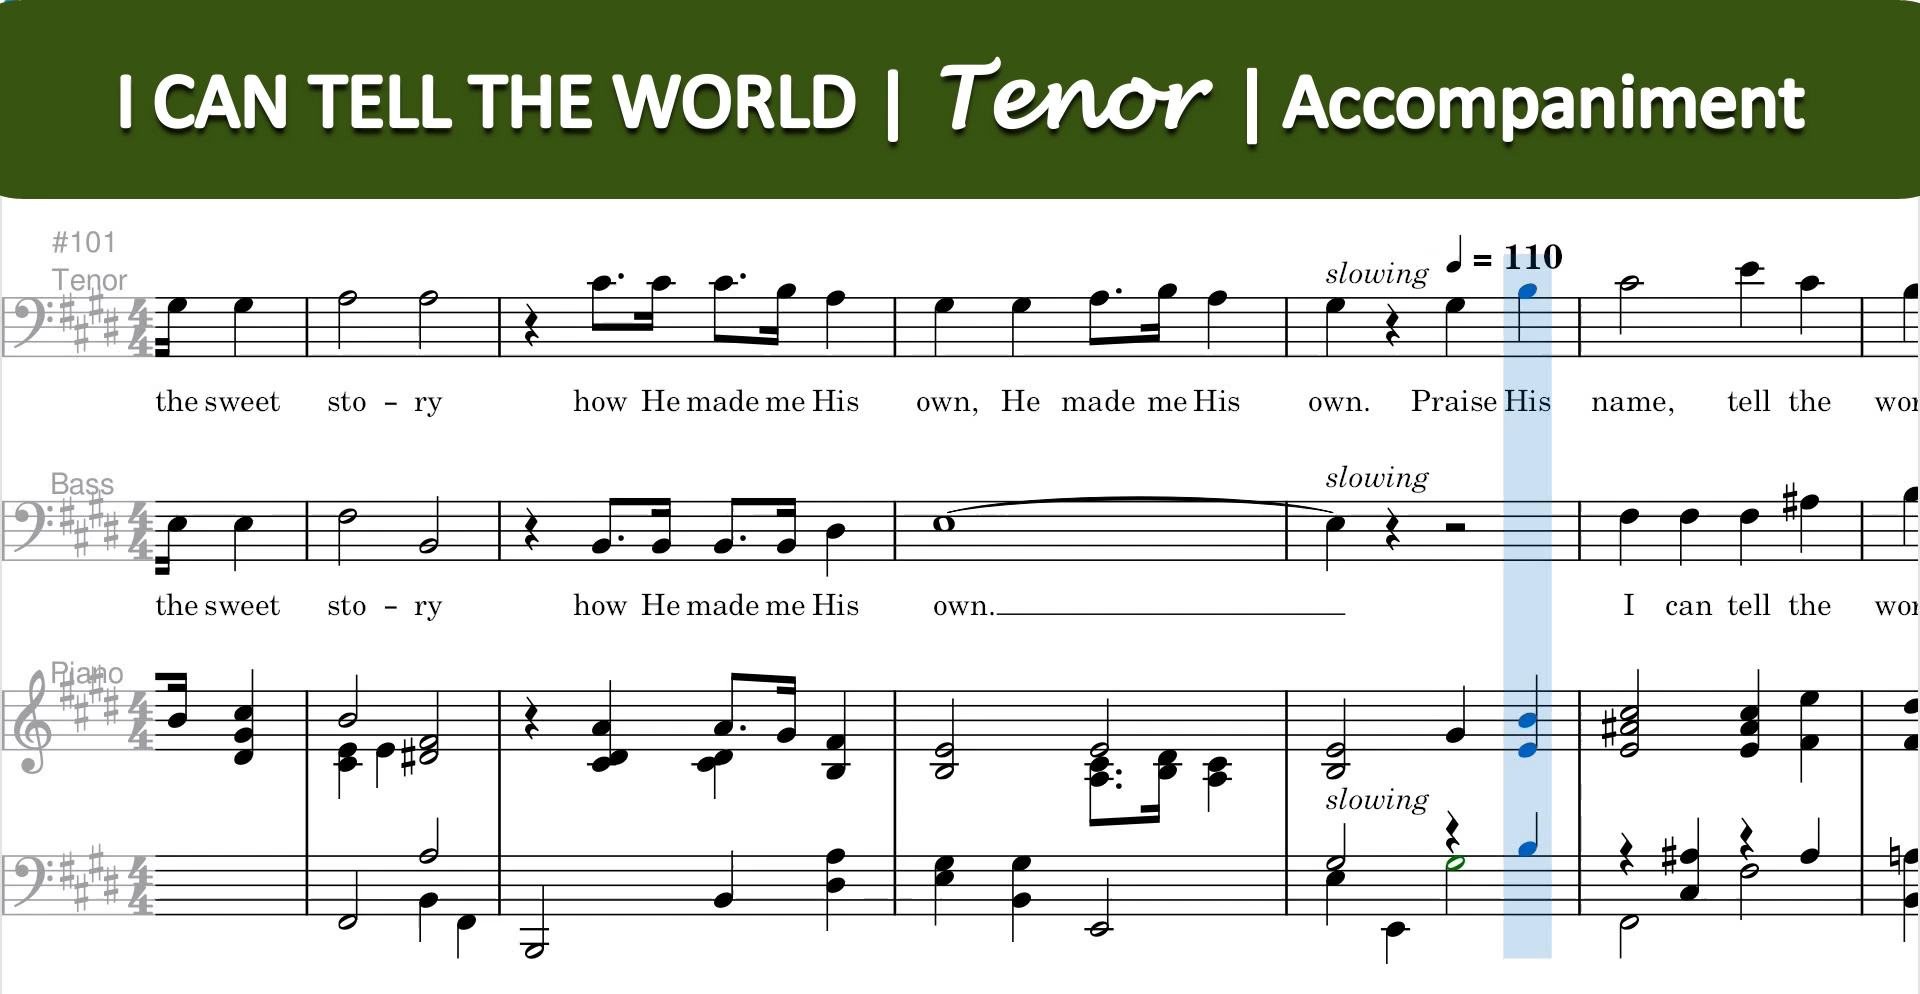 I CAN TELL THE WORLD | Tenor | Accompaniment
#101
Tenor
slowing ♩ = 110
the sweet sto - ry how He made me His own, He made me His own. Praise His name, tell the wor
Bass
slowing
the sweet sto - ry how He made me His own. I can tell the wor
Piano
slowing